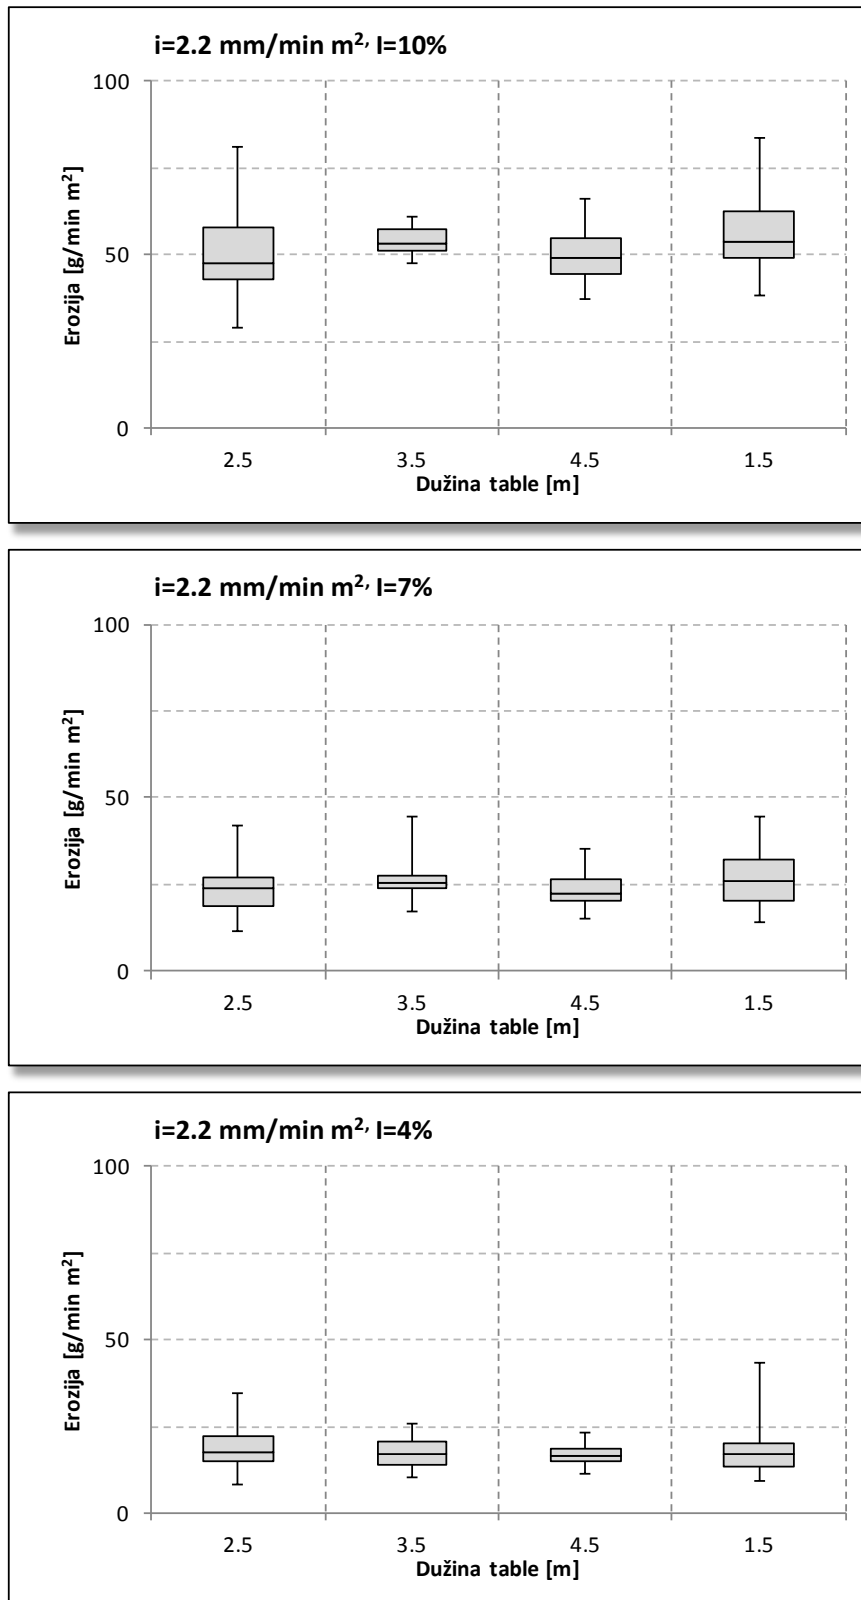 i=2.2 mm/min m², I=10%
100
50
0
Erozija [g/min m²]
2.5 3.5 4.5 1.5
Dužina table [m]
i=2.2 mm/min m², I=7%
100
50
0
Erozija [g/min m²]
2.5 3.5 4.5 1.5
Dužina table [m]
i=2.2 mm/min m², I=4%
100
50
0
Erozija [g/min m²]
2.5 3.5 4.5 1.5
Dužina table [m]